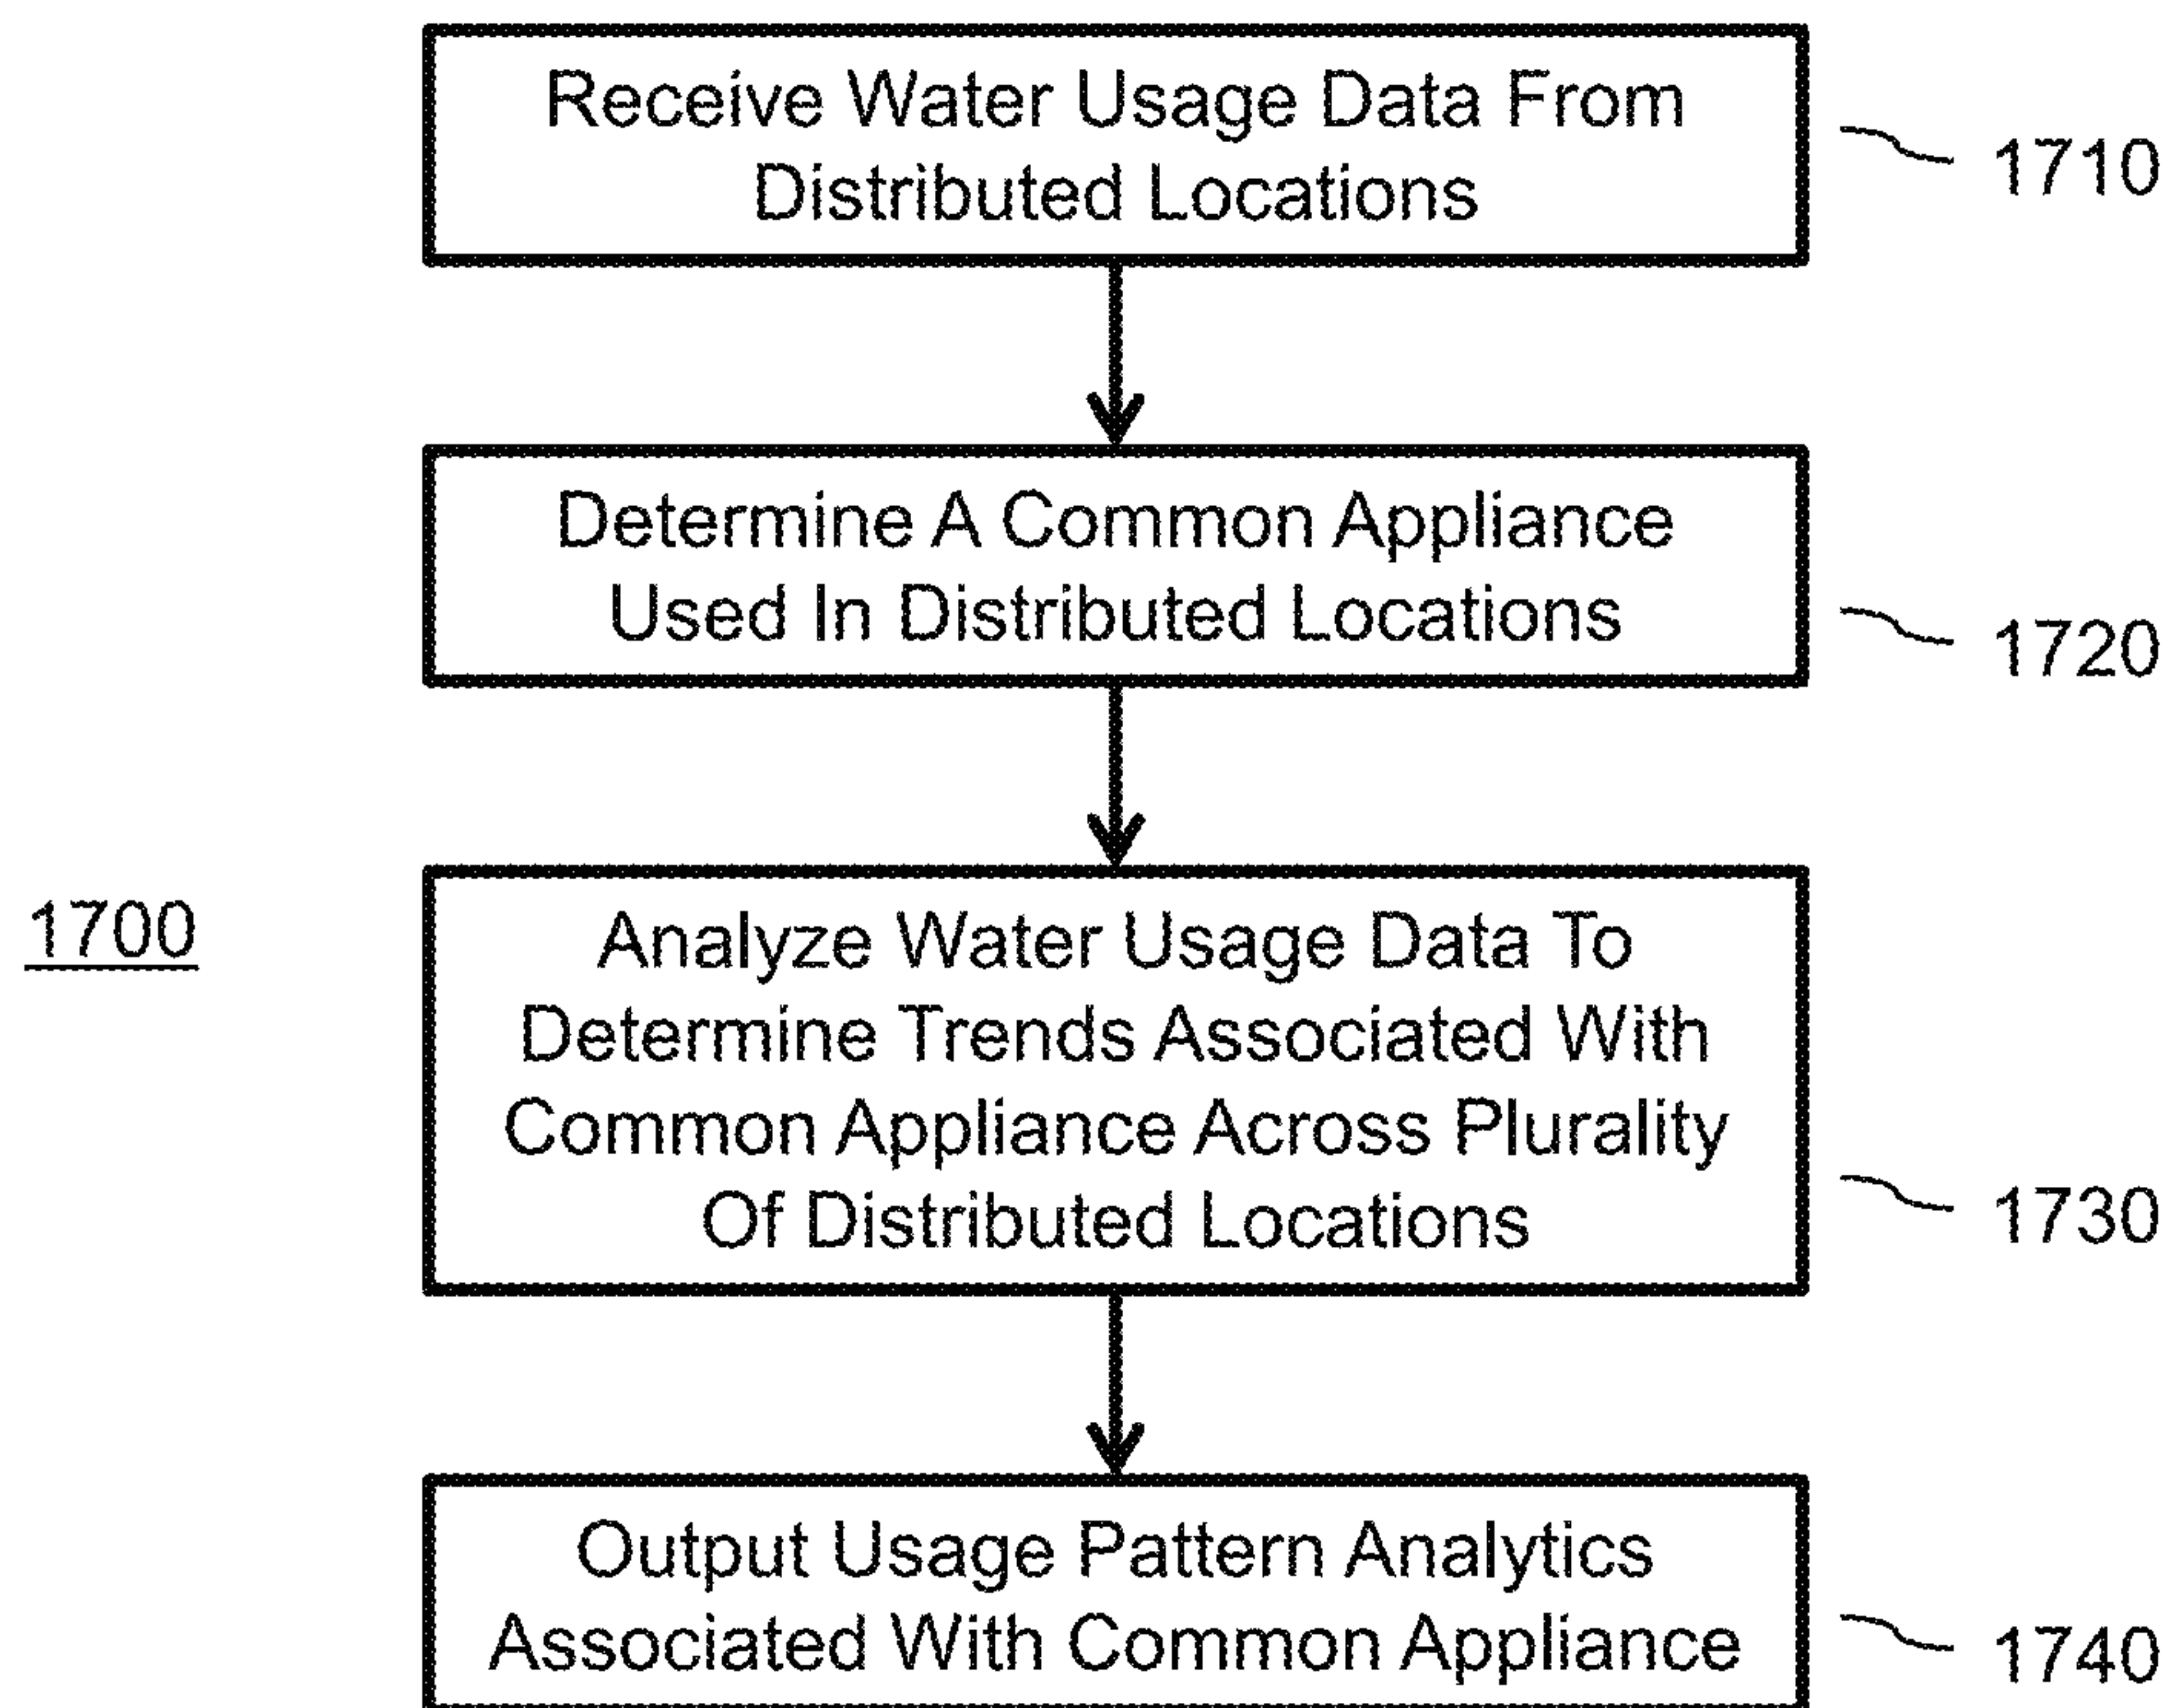 Receive Water Usage Data From
Distributed Locations
1710
Determine A Common Appliance
Used In Distributed Locations
1720
1700
Analyze Water Usage Data To
Determine Trends Associated With
Common Appliance Across Plurality
Of Distributed Locations
1730
Output Usage Pattern Analytics
Associated With Common Appliance
1740